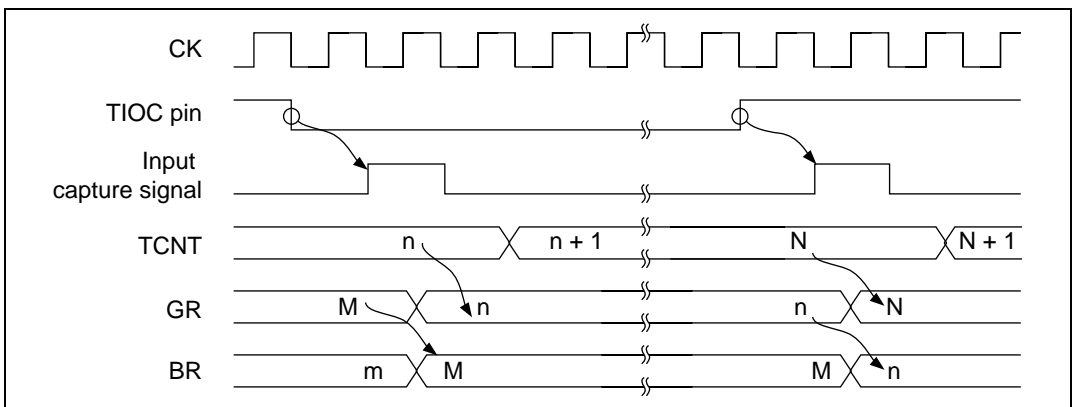 CK
TIOC pin
Input
capture signal
TCNT n n + 1 N N + 1
GR M n n N
BR m M M n